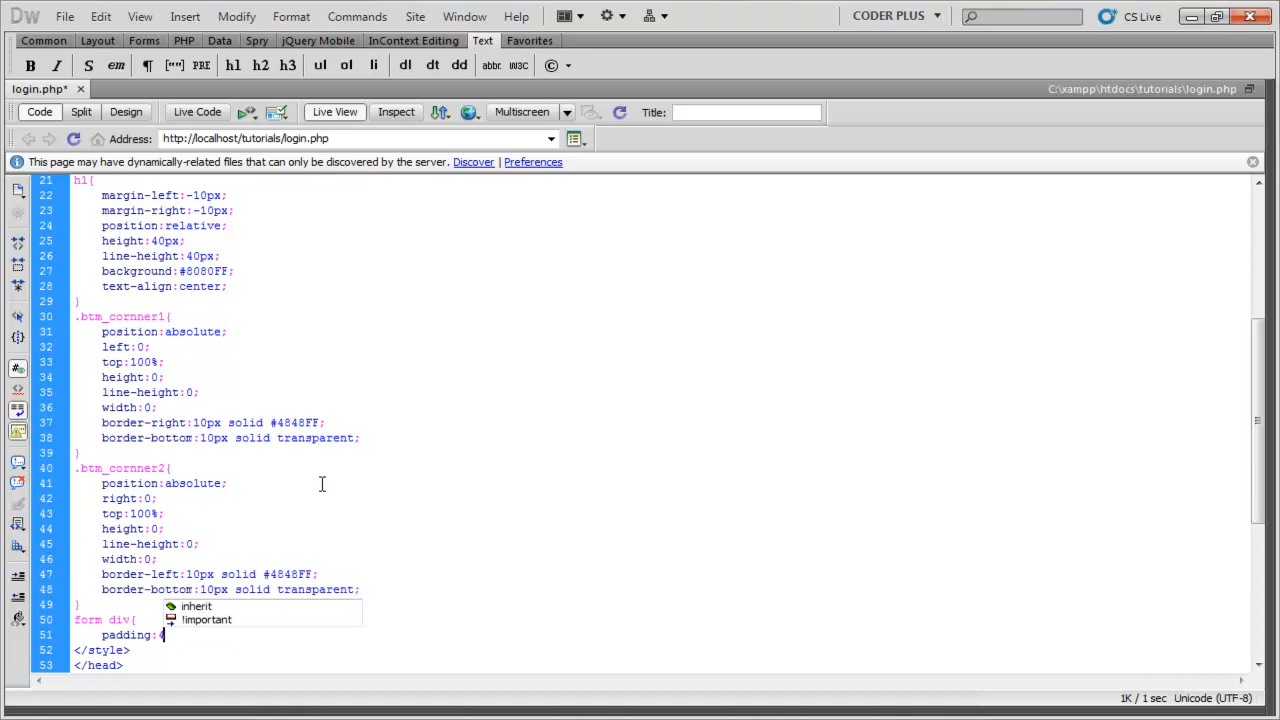 Dw File Edit View Insert Modify Format Commands Site Window Help CODER PLUS CS Live
Common Layout Forms PHP Data Spry jQuery Mobile InContext Editing Text Favorites
B I S em ¶ [""] PRE h1 h2 h3 ul ol li dl dt dd abbr. W3C ©
login.php* C:\xampp\htdocs\tutorials\login.php
Code Split Design Live Code Live View Inspect Multiscreen Title:
Address: http://localhost/tutorials/login.php
This page may have dynamically-related files that can only be discovered by the server. Discover | Preferences
21 h1{
22 margin-left:-10px;
23 margin-right:-10px;
24 position:relative;
25 height:40px;
26 line-height:40px;
27 background:#8080FF;
28 text-align:center;
29 }
30 .btm_cornner1{
31 position:absolute;
32 left:0;
33 top:100%;
34 height:0;
35 line-height:0;
36 width:0;
37 border-right:10px solid #4848FF;
38 border-bottom:10px solid transparent;
39 }
40 .btm_cornner2{
41 position:absolute;
42 right:0;
43 top:100%;
44 height:0;
45 line-height:0;
46 width:0;
47 border-left:10px solid #4848FF;
48 border-bottom:10px solid transparent;
49 }
inherit
50 form div{
!important
51 padding:4
52 </style>
53 </head>
1K / 1 sec Unicode (UTF-8)